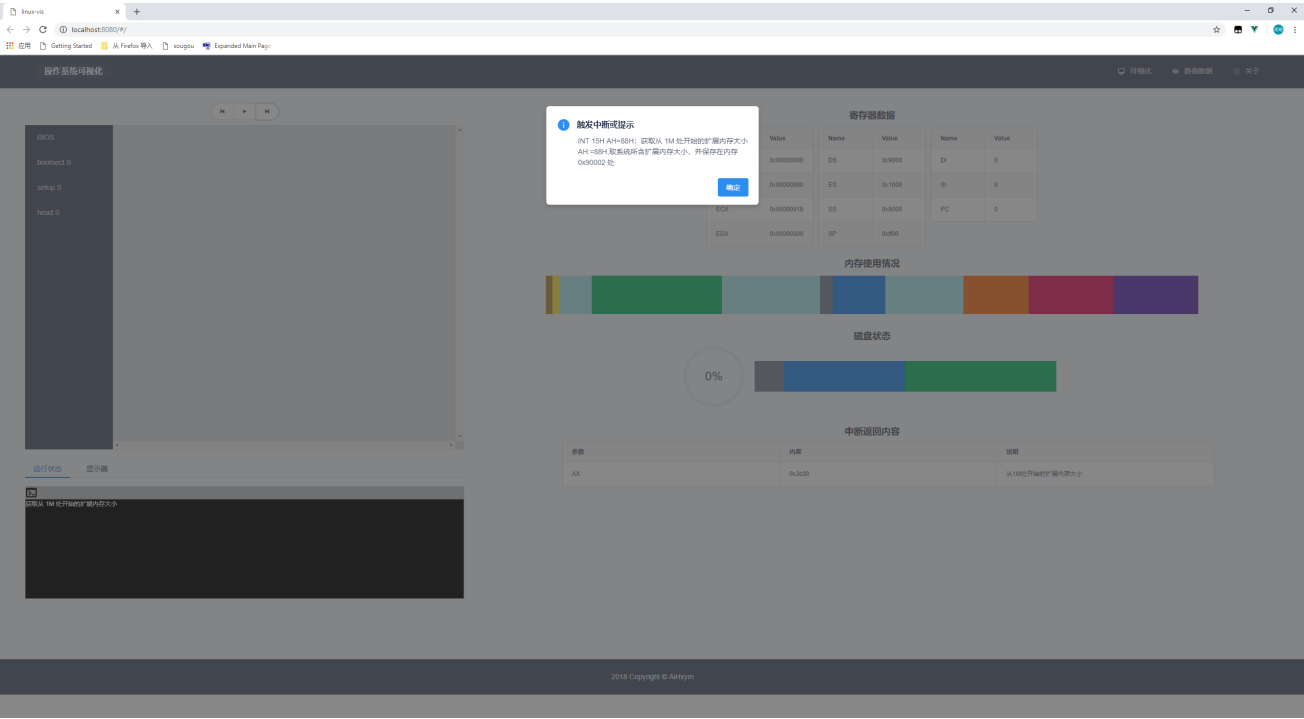 linux-vis
localhost:8080/#/
应用 Getting Started 从 Firefox 导入 sougou Expanded Main Page
操作系统可视化 可视化 查看数据 关于
BIOS
bootsect.S
setup.S
head.S
触发中断或提示
INT 15H AH=88H：获取从 1M 处开始的扩展内存大小
AH:=88H.取系统所含扩展内存大小，并保存在内存
0x90002 处
确定
寄存器数据
Value Name Value Name Value
0x00000000 DS 0x9000 DI 0
0x00000000 ES 0x1000 SI 0
ECX 0x00000018 SS 0x9000 PC 0
EDX 0x00000000 SP 0xff00
内存使用情况
磁盘状态
0%
中断返回内容
参数 内容 说明
AX 0x3c00 从1M处开始的扩展内存大小
运行状态 显示器
获取从 1M 处开始的扩展内存大小
2018 Copyright © AiHxym